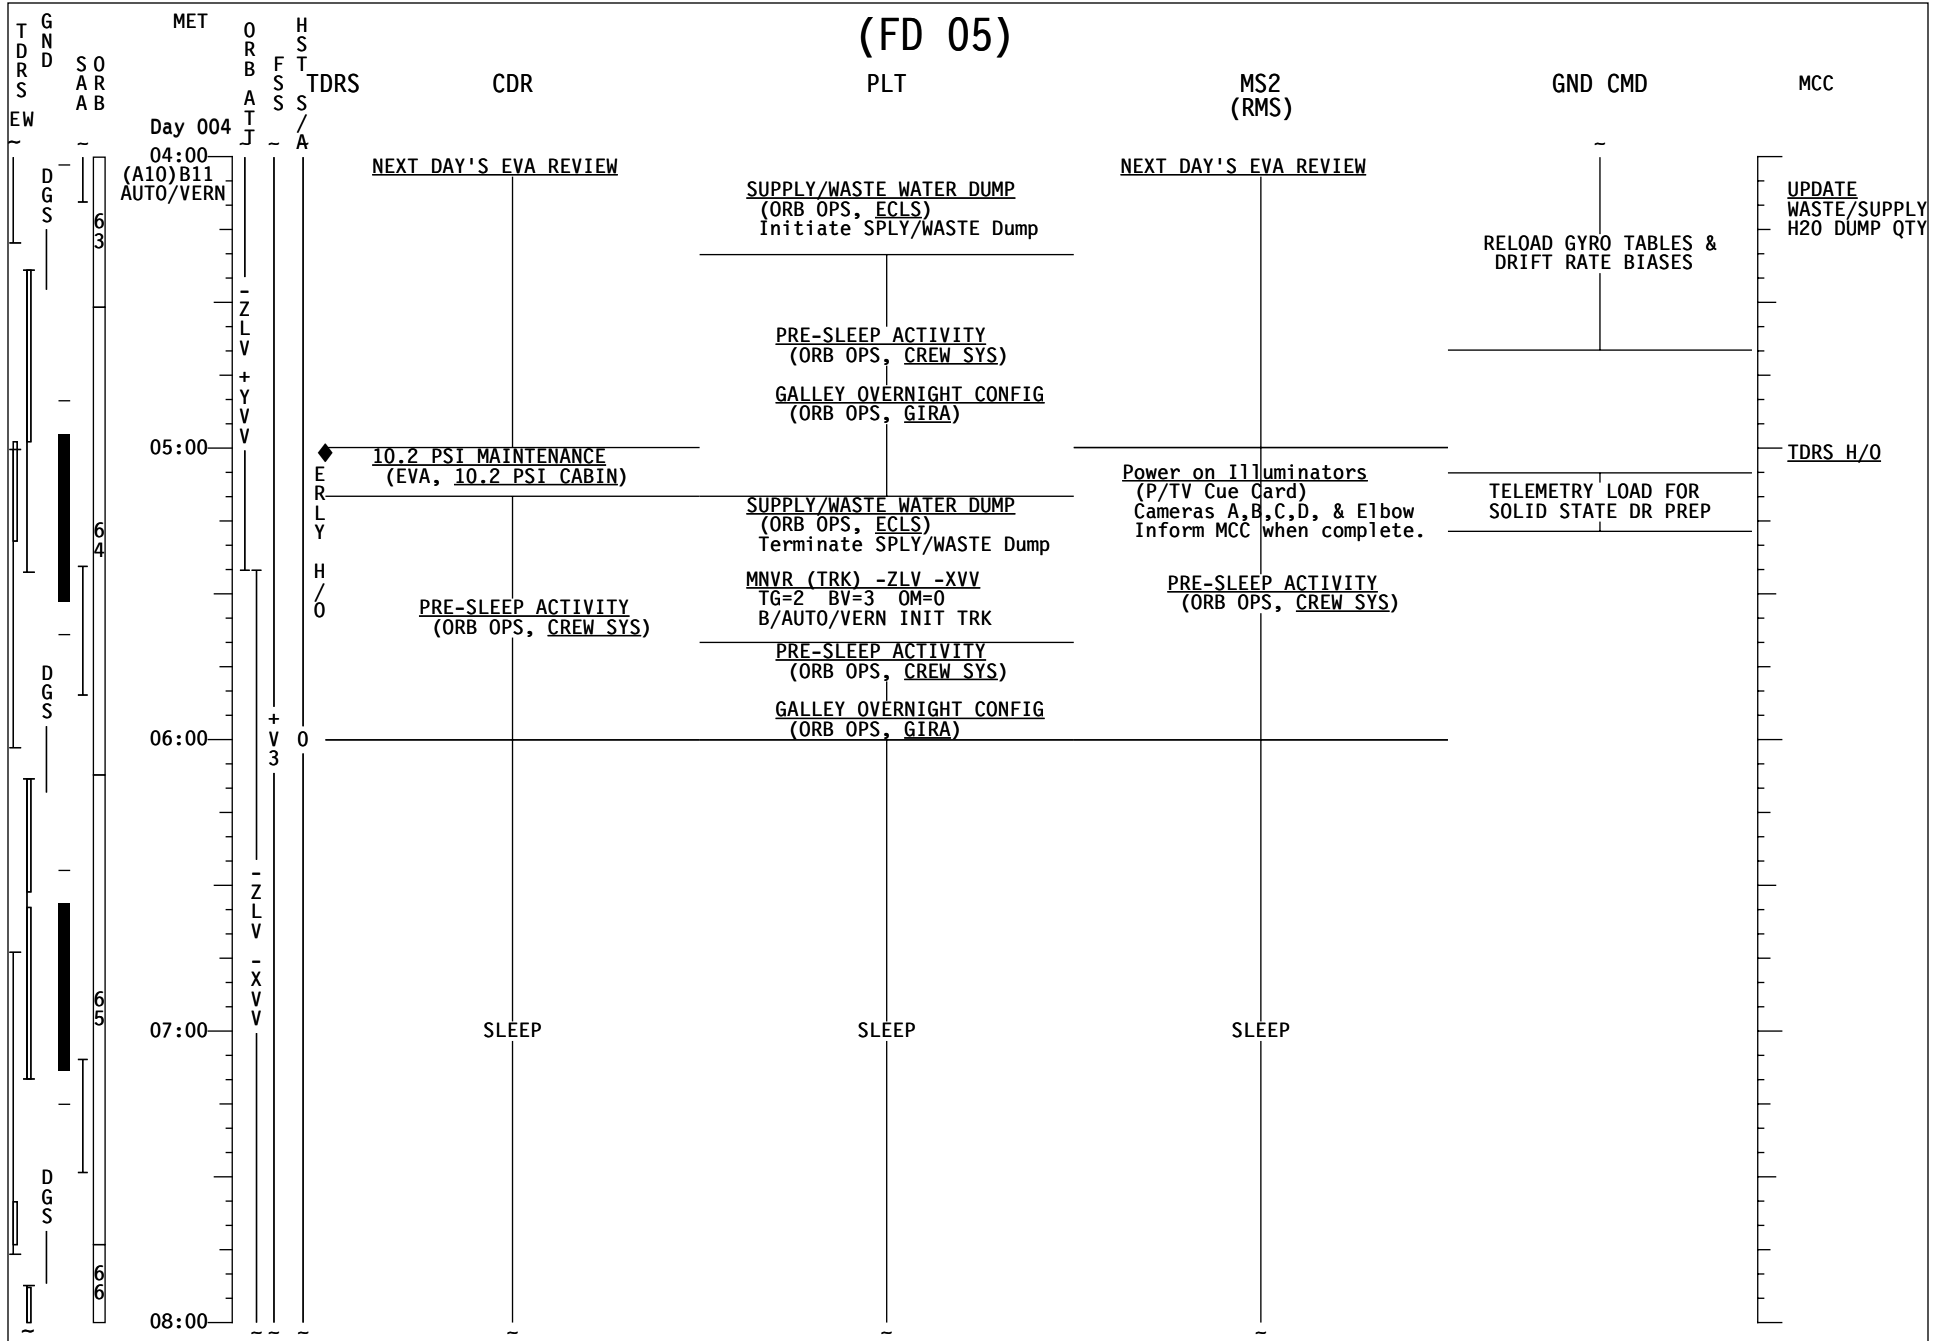 (FD 05)
TDRS
EW
GND
SAA
ORB
MET
ORB ATT
FSS
HST S/A
TDRS
CDR
PLT
MS2
(RMS)
GND CMD
MCC
~ ~ ~ ~ ~
Day 004
04:00
(A10)B11
AUTO/VERN
DGS
63
NEXT DAY'S EVA REVIEW
SUPPLY/WASTE WATER DUMP
(ORB OPS, ECLS)
Initiate SPLY/WASTE Dump
NEXT DAY'S EVA REVIEW
RELOAD GYRO TABLES &
DRIFT RATE BIASES
UPDATE
WASTE/SUPPLY
H2O DUMP QTY
-ZLV +YVV
PRE-SLEEP ACTIVITY
(ORB OPS, CREW SYS)
GALLEY OVERNIGHT CONFIG
(ORB OPS, GIRA)
05:00
64
ERLY H/O
10.2 PSI MAINTENANCE
(EVA, 10.2 PSI CABIN)
TDRS H/O
Power on Illuminators
(P/TV Cue Card)
Cameras A,B,C,D, & Elbow
Inform MCC when complete.
TELEMETRY LOAD FOR
SOLID STATE DR PREP
SUPPLY/WASTE WATER DUMP
(ORB OPS, ECLS)
Terminate SPLY/WASTE Dump
MNVR (TRK) -ZLV -XVV
TG=2 BV=3 OM=0
B/AUTO/VERN INIT TRK
PRE-SLEEP ACTIVITY
(ORB OPS, CREW SYS)
PRE-SLEEP ACTIVITY
(ORB OPS, CREW SYS)
PRE-SLEEP ACTIVITY
(ORB OPS, CREW SYS)
GALLEY OVERNIGHT CONFIG
(ORB OPS, GIRA)
DGS
06:00
+V3
0
-ZLV -XVV
65
07:00
SLEEP
SLEEP
SLEEP
DGS
66
08:00
~ ~ ~ ~ ~ ~ ~